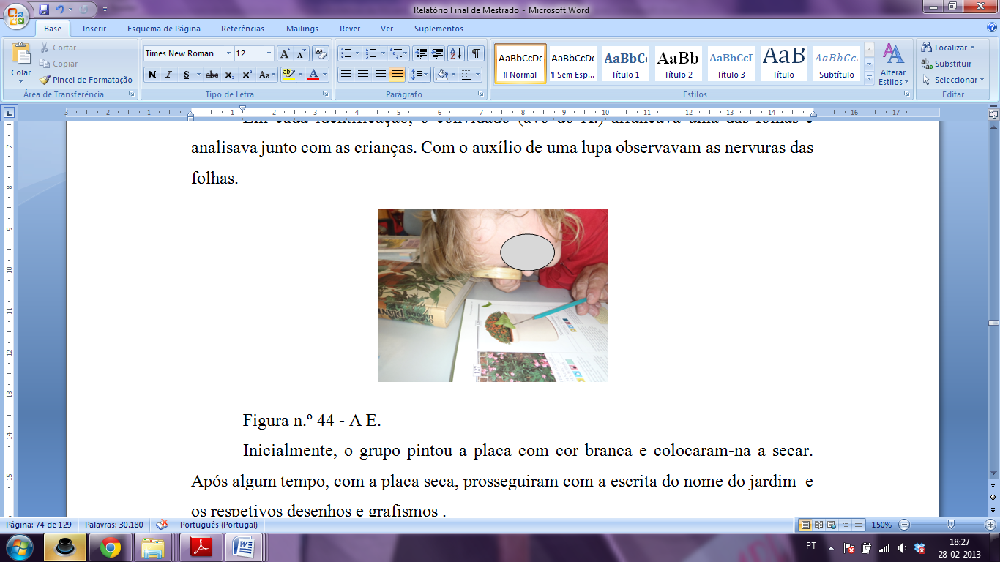 Relatório Final de Mestrado - Microsoft Word
Base Inserir Esquema de Página Referências Mailings Rever Ver Suplementos
Colar
Cortar
Copiar
Pincel de Formatação
Área de Transferência
Times New Roman 12
Tipo de Letra
Parágrafo
AaBbCcDc AaBbCcDc AaBbC AaBb AaBbCcI AaB AaBbCc.
¶ Normal ¶ Sem Esp... Título 1 Título 2 Título 3 Título Subtítulo
Alterar Estilos
Estilos
Localizar
Substituir
Selecionar
Editar
3 2 1 1 2 3 4 5 6 7 8 9 10 11 12 13 14 16 17
Em cada identificação, o convidado (avô do A.) arrancava uma das folhas e
analisava junto com as crianças. Com o auxílio de uma lupa observavam as nervuras das
folhas.
127
Figura n.º 44 - A E.
Inicialmente, o grupo pintou a placa com cor branca e colocaram-na a secar.
Após algum tempo, com a placa seca, prosseguiram com a escrita do nome do jardim e
os respetivos desenhos e grafismos .
Página: 74 de 129 Palavras: 30.180 Português (Portugal) 150%
PT 18:27
28-02-2013